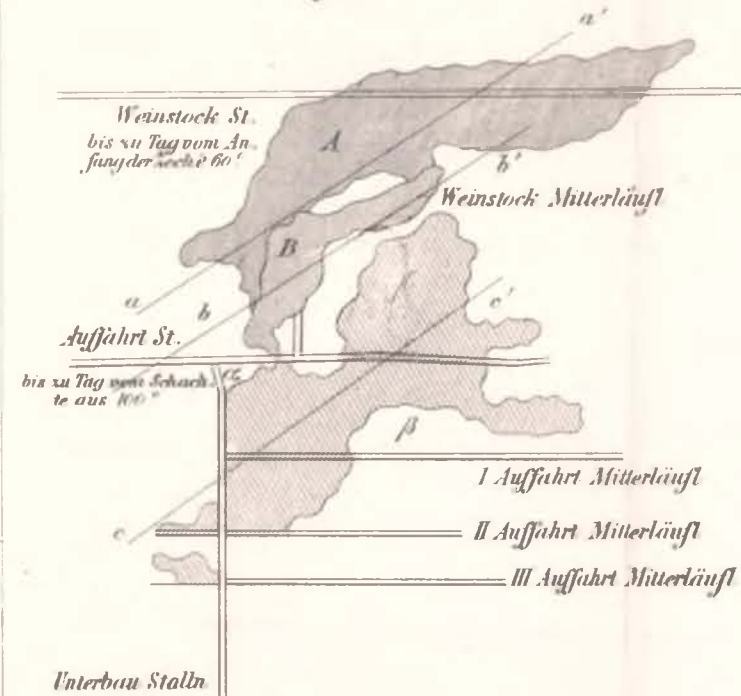 a'
Weinstock St.
bis zu Tag vom An
fang der Zeche 60°
A
b'
Weinstock Mitterläufl
B
a
b
c'
Auffahrt St.
bis zu Tag vom Schach
te aus 100°
α
β
I Auffahrt Mitterläufl
c
II Auffahrt Mitterläufl
III Auffahrt Mitterläufl
Unterbau Stalln